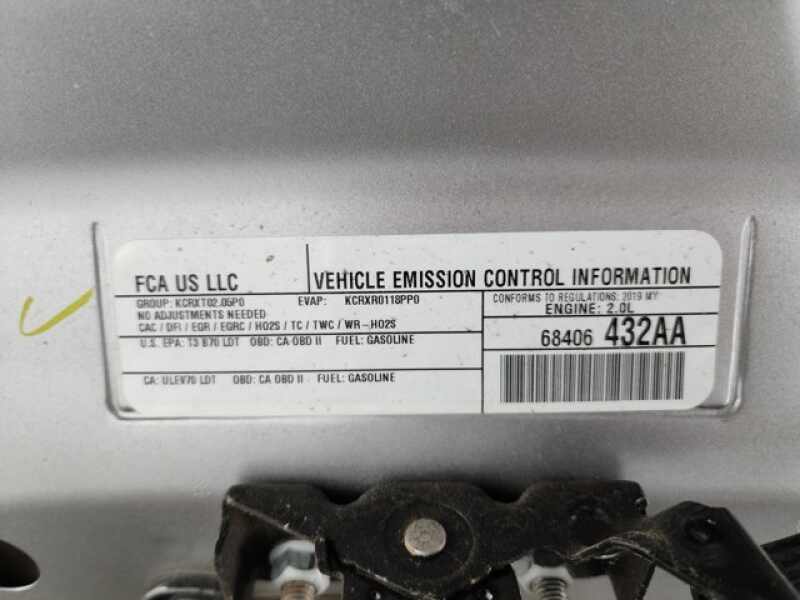 FCA US LLC VEHICLE EMISSION CONTROL INFORMATION
GROUP: KCRXT02.05P0 EVAP: KCRXR0118PP0
NO ADJUSTMENTS NEEDED
CAC / DFI / EGR / EGRC / HO2S / TC / TWC / WR-HO2S
U.S. EPA: T3 B70 LDT OBD: CA OBD II FUEL: GASOLINE
CA: ULEV70 LDT OBD: CA OBD II FUEL: GASOLINE
CONFORMS TO REGULATIONS: 2019 MY
ENGINE: 2.0L
68406 432AA